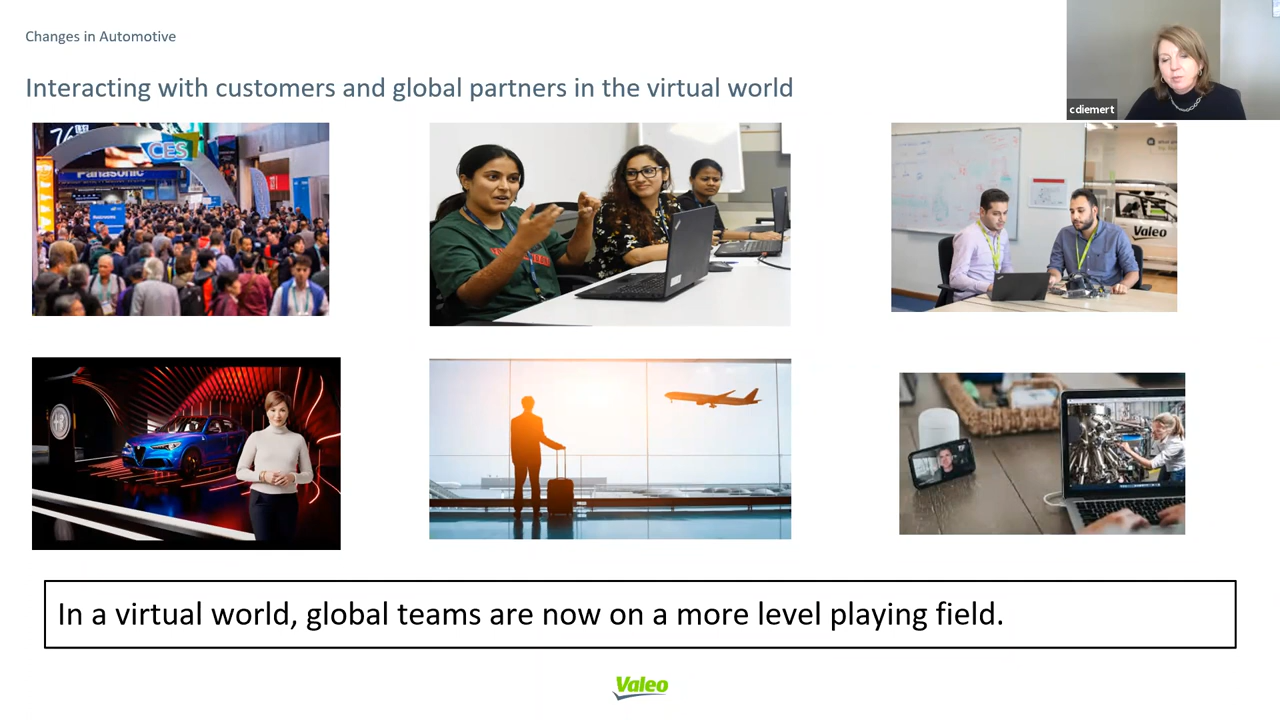 Changes in Automotive
Interacting with customers and global partners in the virtual world
cdiemert
CES
Panasonic
Valeo
In a virtual world, global teams are now on a more level playing field.
Valeo